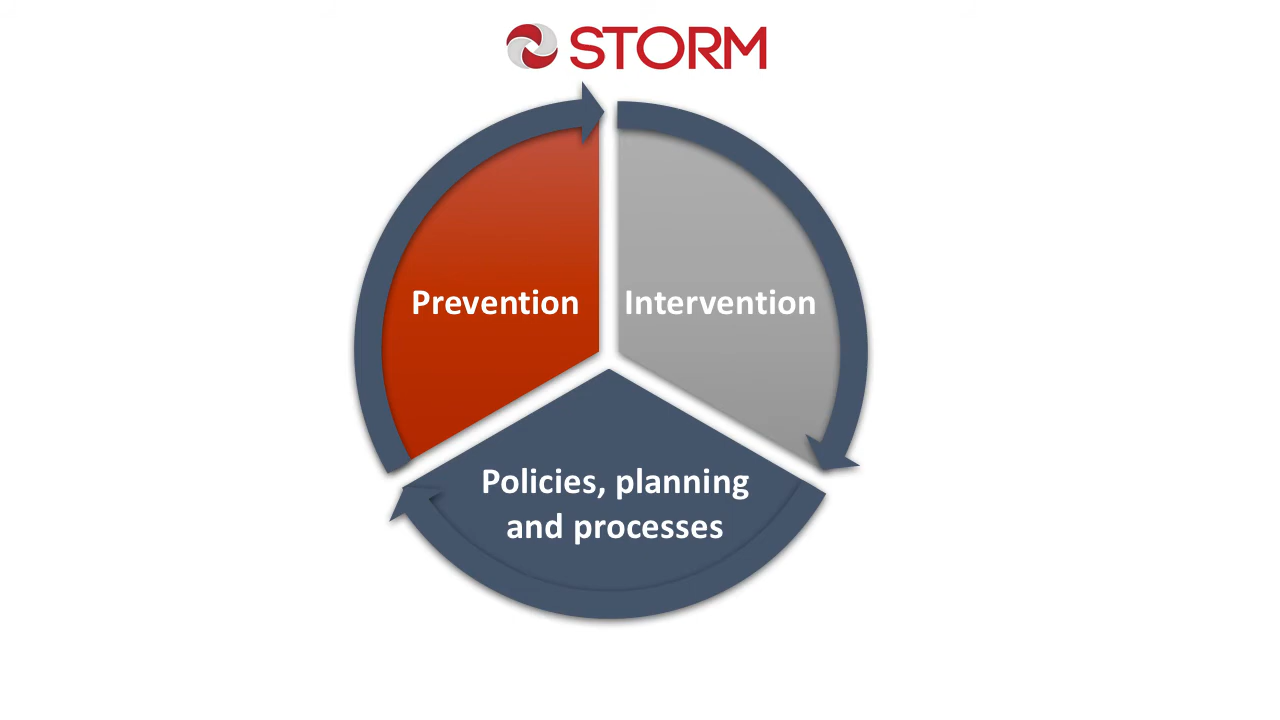 STORM
Prevention
Intervention
Policies, planning
and processes